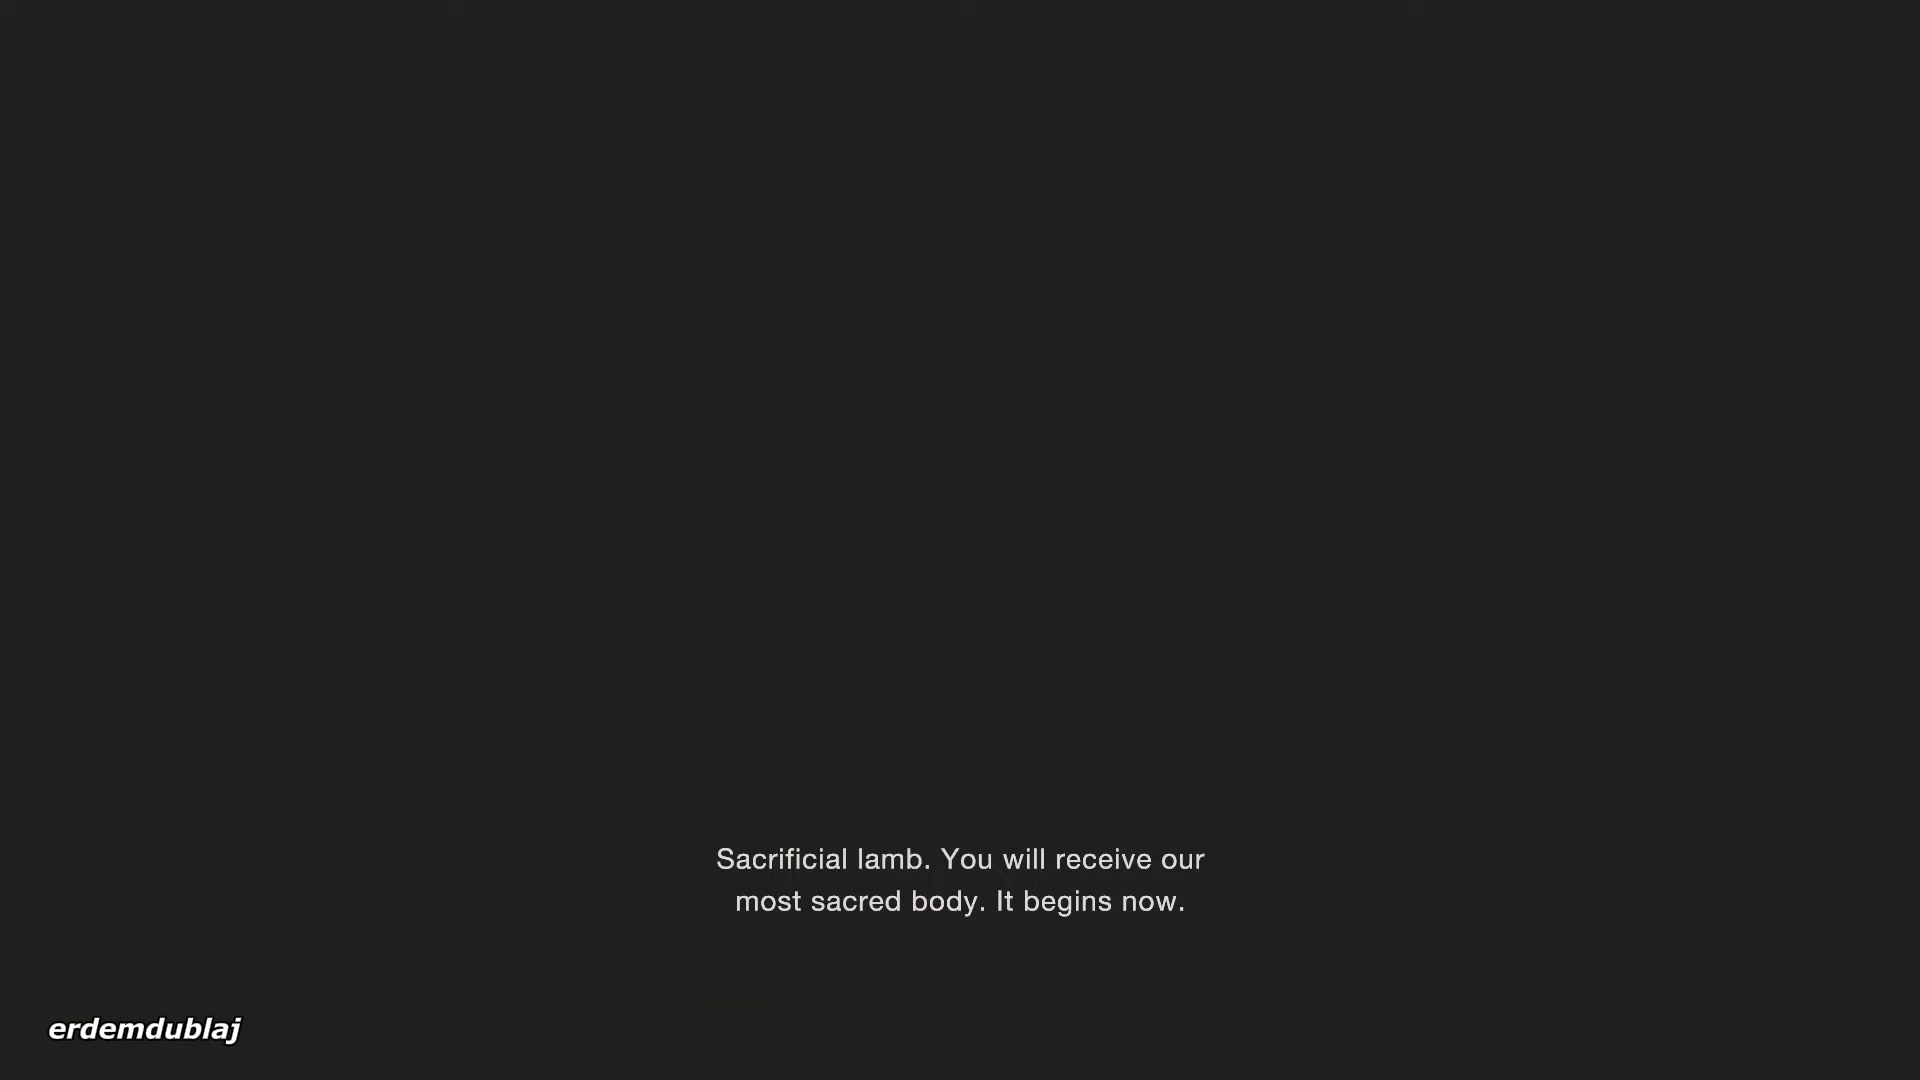 Sacrificial lamb. You will receive our
most sacred body. It begins now.
erdemdublaj